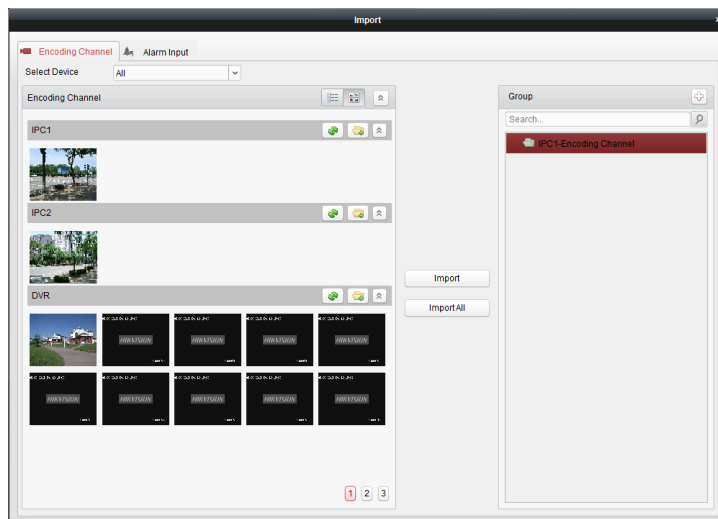 Import
Encoding Channel
Alarm Input
Select Device
All
Encoding Channel
IPC1
IPC2
DVR
HIKVISION
HIKVISION
HIKVISION
HIKVISION
HIKVISION
HIKVISION
HIKVISION
HIKVISION
HIKVISION
1 2 3
Import
Import All
Group
Search...
IPC1-Encoding Channel